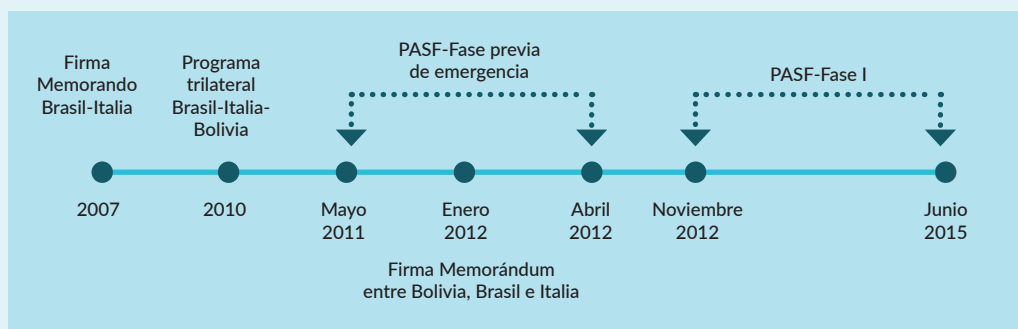 Firma
Memorando
Brasil-Italia
Programa
trilateral
Brasil-Italia-
Bolivia
PASF-Fase previa
de emergencia
PASF-Fase I
2007
2010
Mayo
2011
Enero
2012
Abril
2012
Noviembre
2012
Junio
2015
Firma Memorándum
entre Bolivia, Brasil e Italia